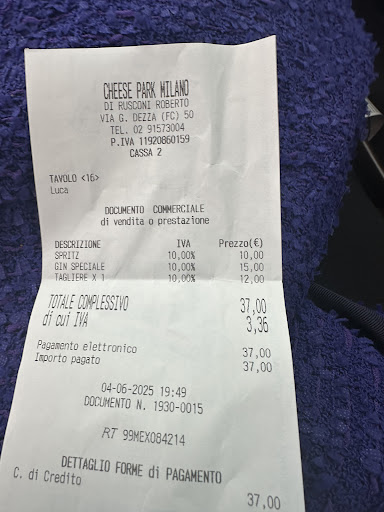 CHEESE PARK MILANO
DI RUSCONI ROBERTO
VIA G. DEZZA (FC) 50
TEL. 02 91573004
P.IVA 11920860159
CASSA 2
TAVOLO <16>
Luca
DOCUMENTO COMMERCIALE
di vendita o prestazione
DESCRIZIONE IVA Prezzo(€)
SPRITZ 10,00% 10,00
GIN SPECIALE 10,00% 15,00
TAGLIERE X 1 10,00% 12,00
TOTALE COMPLESSIVO 37,00
di cui IVA 3,36
Pagamento elettronico 37,00
Importo pagato 37,00
04-06-2025 19:49
DOCUMENTO N. 1930-0015
RT 99MEX084214
DETTAGLIO FORME di PAGAMENTO
C. di Credito 37,00